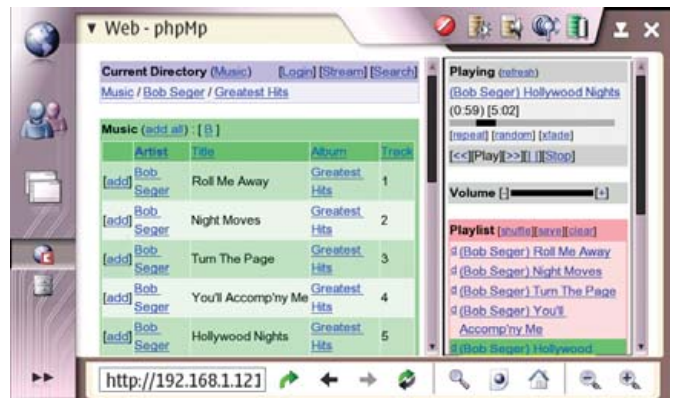 Web - phpMp
Current Directory (Music) [Login] [Stream] [Search]
Music / Bob Seger / Greatest Hits
Music (add all) : [ B ]
Artist Title Album Track
[add] Bob Seger Roll Me Away Greatest Hits 1
[add] Bob Seger Night Moves Greatest Hits 2
[add] Bob Seger Turn The Page Greatest Hits 3
[add] Bob Seger You'll Accomp'ny Me Greatest Hits 4
[add] Bob Seger Hollywood Nights Greatest Hits 5
Playing (refresh)
(Bob Seger) Hollywood Nights
(0:59) [5:02]
[repeat] [random] [xfade]
[<<][Play][>>][| |][Stop]
Volume [-] [+]
Playlist [shuffle][save][clear]
d (Bob Seger) Roll Me Away
d (Bob Seger) Night Moves
d (Bob Seger) Turn The Page
d (Bob Seger) You'll
Accomp'ny Me
d (Bob Seger) Hollywood
http://192.168.1.121